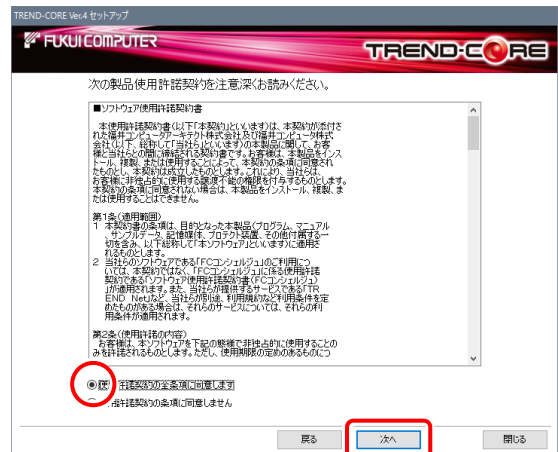 TREND-CORE Ver.4 セットアップ
FUKUI COMPUTER
TREND-CORE
次の製品使用許諾契約を注意深くお読みください。
■ソフトウェア使用許諾契約書
本使用許諾契約書(以下「本契約」といいます)は、本契約が添付さ
れた福井コンピュータアーキテクト株式会社及び福井コンピュータ株式
会社(以下、総称して「当社ら」といいます)の本製品に関して、お客
様と当社らとの間に締結される契約書です。お客様は、本製品をインス
トール、複製、または使用することによって、本契約の条項に同意され
たものとし、本契約は成立したものとします。これにより、当社らは、
お客様に非独占的に使用する譲渡不能の権限を付与するものとします。
本契約の条項に同意されない場合は、本製品をインストール、複製、ま
たは使用することはできません。
第1条(適用範囲)
1 本契約書の条項は、目的となった本製品(プログラム、マニュアル
、サンプルデータ、記憶媒体、プロテクト装置、その他付属する一
切を含み、以下総称して「本ソフトウェア」といいます)に適用さ
れるものとします。
2 当社らのソフトウェアである「FCコンシェルジュ」のご利用につ
いては、本契約ではなく、「FCコンシェルジュ」に係る使用許諾
契約である「ソフトウェア使用許諾契約書(FCコンシェルジュ)
」が適用されます。また、当社らが提供するサービスである「TR
END Net」など、当社らが別途、利用規約など利用条件を定
めたものがある場合は、それらのサービスについては、それらの利
用条件が適用されます。
第2条(使用許諾の内容)
お客様は、本ソフトウェアを下記の態様で非独占的に使用することの
みを許諾されるものとします。ただし、使用期限の定めのあるものにつ
許諾契約の全条項に同意します
許諾契約の条項に同意しません
戻る
次へ
閉じる